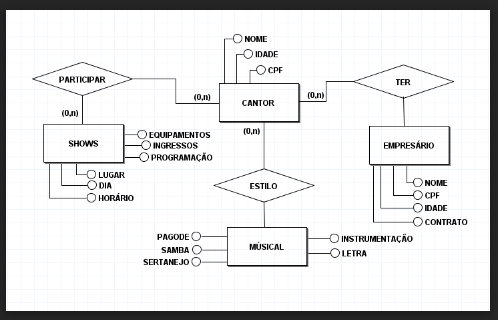 NOME
IDADE
CPF
PARTICIPAR
TER
(0,n)
(0,n)
(0,n)
CANTOR
(0,n)
SHOWS
EQUIPAMENTOS
INGRESSOS
PROGRAMAÇÃO
EMPRESÁRIO
LUGAR
DIA
HORÁRIO
ESTILO
NOME
CPF
IDADE
CONTRATO
PAGODE
SAMBA
SERTANEJO
MÚSICAL
INSTRUMENTAÇÃO
LETRA